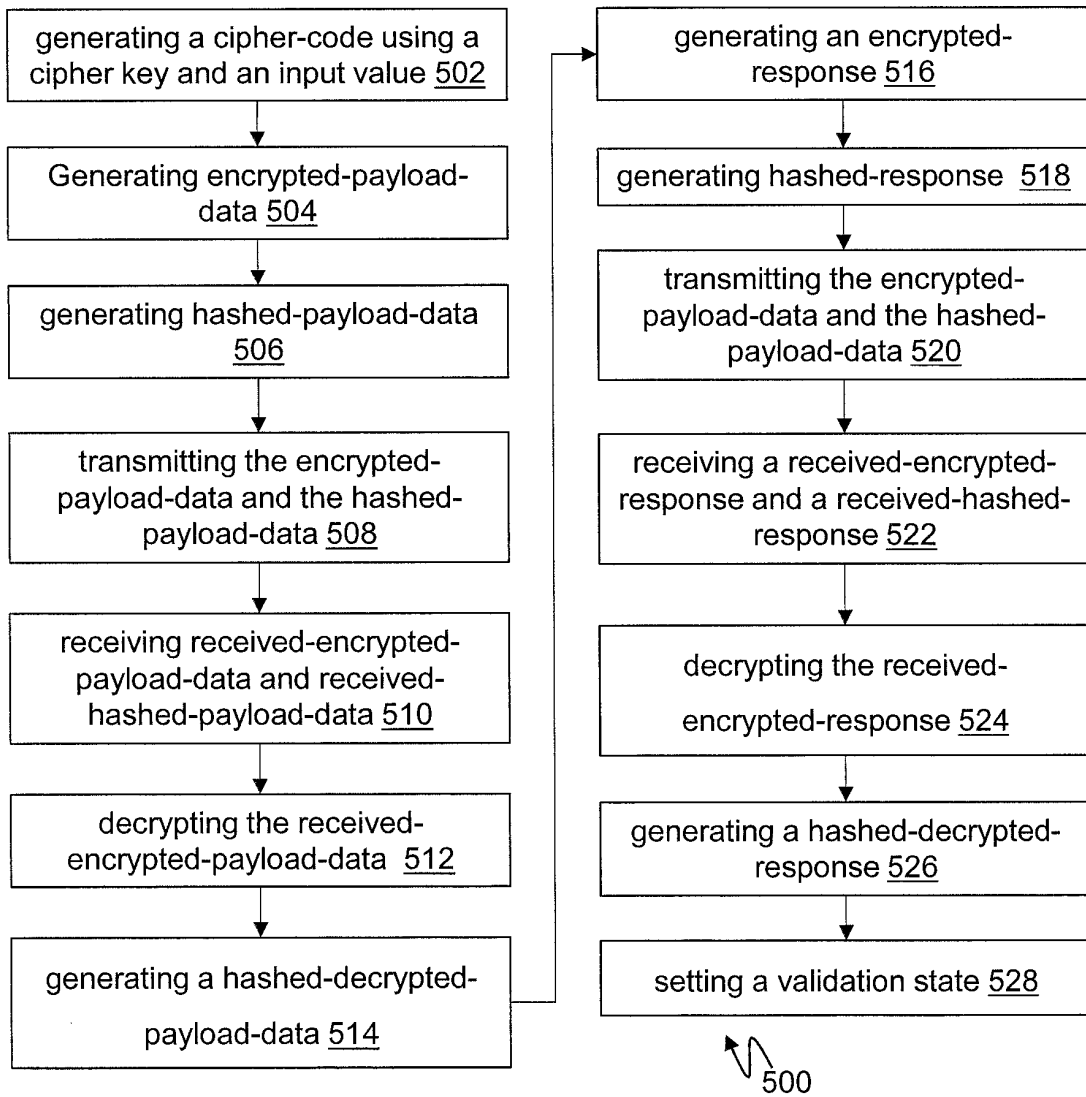 generating a cipher-code using a
cipher key and an input value 502
Generating encrypted-payload-
data 504
generating hashed-payload-data
506
transmitting the encrypted-
payload-data and the hashed-
payload-data 508
receiving received-encrypted-
payload-data and received-
hashed-payload-data 510
decrypting the received-
encrypted-payload-data 512
generating a hashed-decrypted-
payload-data 514
generating an encrypted-
response 516
generating hashed-response 518
transmitting the encrypted-
payload-data and the hashed-
payload-data 520
receiving a received-encrypted-
response and a received-hashed-
response 522
decrypting the received-
encrypted-response 524
generating a hashed-decrypted-
response 526
setting a validation state 528
500